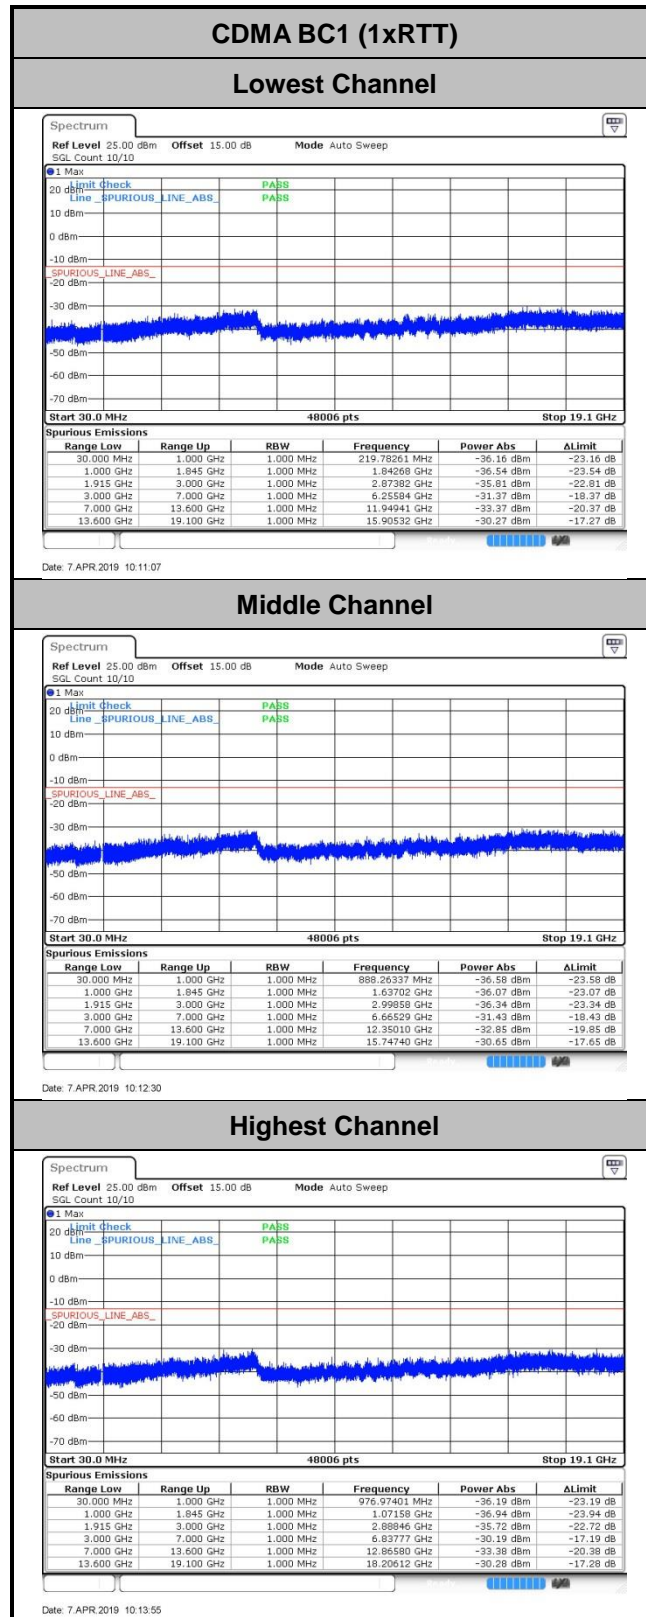 CDMA BC1 (1xRTT)
Lowest Channel
Spectrum
Ref Level 25.00 dBm Offset 15.00 dB Mode Auto Sweep
SGL Count 10/10
1 Max
Limit Check PASS
20 dBm
Line _SPURIOUS_LINE_ABS_ PASS
10 dBm
0 dBm
-10 dBm
_SPURIOUS_LINE_ABS_
-20 dBm
-30 dBm
-50 dBm
-60 dBm
-70 dBm
Start 30.0 MHz 48006 pts Stop 19.1 GHz
Spurious Emissions
Range Low Range Up RBW Frequency Power Abs ΔLimit
30.000 MHz 1.000 GHz 1.000 MHz 219.78261 MHz -36.16 dBm -23.16 dB
1.000 GHz 1.845 GHz 1.000 MHz 1.84268 GHz -36.54 dBm -23.54 dB
1.915 GHz 3.000 GHz 1.000 MHz 2.87382 GHz -35.81 dBm -22.81 dB
3.000 GHz 7.000 GHz 1.000 MHz 6.25584 GHz -31.37 dBm -18.37 dB
7.000 GHz 13.600 GHz 1.000 MHz 11.94941 GHz -33.37 dBm -20.37 dB
13.600 GHz 19.100 GHz 1.000 MHz 15.90532 GHz -30.27 dBm -17.27 dB
Date: 7.APR.2019 10:11:07
Middle Channel
Spectrum
Ref Level 25.00 dBm Offset 15.00 dB Mode Auto Sweep
SGL Count 10/10
1 Max
Limit Check PASS
20 dBm
Line _SPURIOUS_LINE_ABS_ PASS
10 dBm
0 dBm
-10 dBm
_SPURIOUS_LINE_ABS_
-20 dBm
-30 dBm
-50 dBm
-60 dBm
-70 dBm
Start 30.0 MHz 48006 pts Stop 19.1 GHz
Spurious Emissions
Range Low Range Up RBW Frequency Power Abs ΔLimit
30.000 MHz 1.000 GHz 1.000 MHz 888.26337 MHz -36.58 dBm -23.58 dB
1.000 GHz 1.845 GHz 1.000 MHz 1.63702 GHz -36.07 dBm -23.07 dB
1.915 GHz 3.000 GHz 1.000 MHz 2.99858 GHz -36.34 dBm -23.34 dB
3.000 GHz 7.000 GHz 1.000 MHz 6.66529 GHz -31.43 dBm -18.43 dB
7.000 GHz 13.600 GHz 1.000 MHz 12.35010 GHz -32.85 dBm -19.85 dB
13.600 GHz 19.100 GHz 1.000 MHz 15.74740 GHz -30.65 dBm -17.65 dB
Date: 7.APR.2019 10:12:30
Highest Channel
Spectrum
Ref Level 25.00 dBm Offset 15.00 dB Mode Auto Sweep
SGL Count 10/10
1 Max
Limit Check PASS
20 dBm
Line _SPURIOUS_LINE_ABS_ PASS
10 dBm
0 dBm
-10 dBm
_SPURIOUS_LINE_ABS_
-20 dBm
-30 dBm
-50 dBm
-60 dBm
-70 dBm
Start 30.0 MHz 48006 pts Stop 19.1 GHz
Spurious Emissions
Range Low Range Up RBW Frequency Power Abs ΔLimit
30.000 MHz 1.000 GHz 1.000 MHz 976.97401 MHz -36.19 dBm -23.19 dB
1.000 GHz 1.845 GHz 1.000 MHz 1.07158 GHz -36.94 dBm -23.94 dB
1.915 GHz 3.000 GHz 1.000 MHz 2.88846 GHz -35.72 dBm -22.72 dB
3.000 GHz 7.000 GHz 1.000 MHz 6.83777 GHz -30.19 dBm -17.19 dB
7.000 GHz 13.600 GHz 1.000 MHz 12.86580 GHz -33.38 dBm -20.38 dB
13.600 GHz 19.100 GHz 1.000 MHz 18.20612 GHz -30.28 dBm -17.28 dB
Date: 7.APR.2019 10:13:55